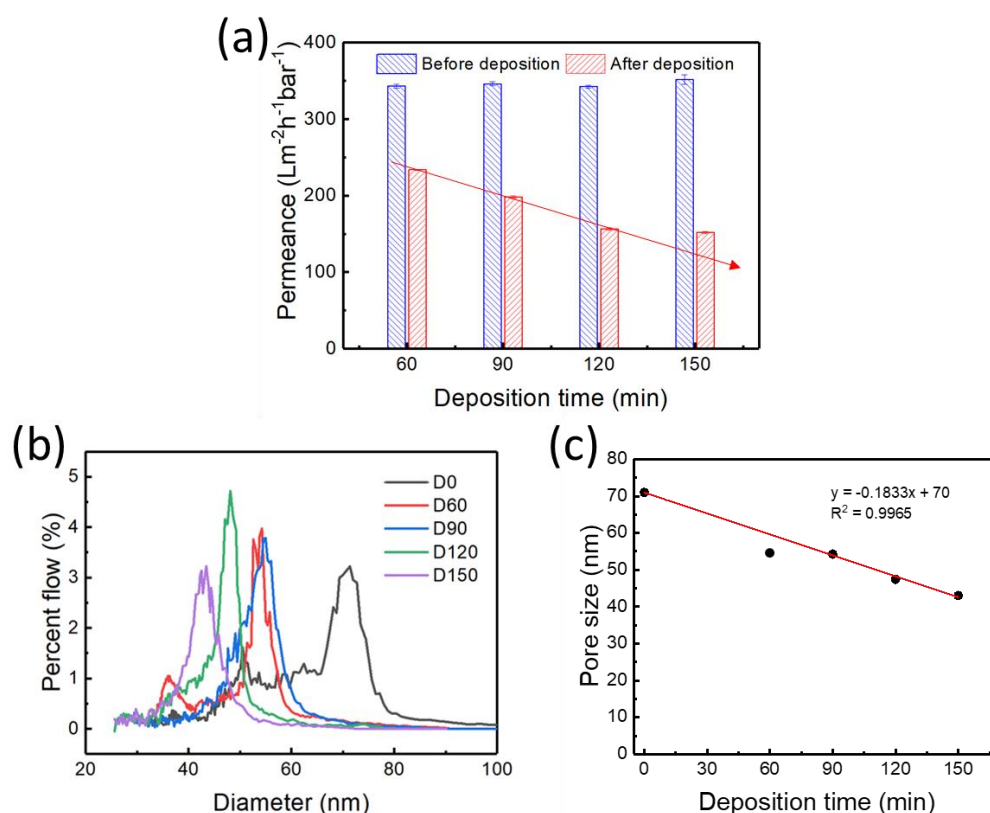 (a)
400
300
200
100
0
Before deposition
After deposition
Permeance (Lm-2h-1bar-1)
60 90 120 150
Deposition time (min)
(b)
5
4
3
2
1
0
D0
D60
D90
D120
D150
Percent flow (%)
20 40 60 80 100
Diameter (nm)
(c)
80
70
60
50
40
30
20
10
0
y = -0.1833x + 70
R2 = 0.9965
Pore size (nm)
0 30 60 90 120 150
Deposition time (min)